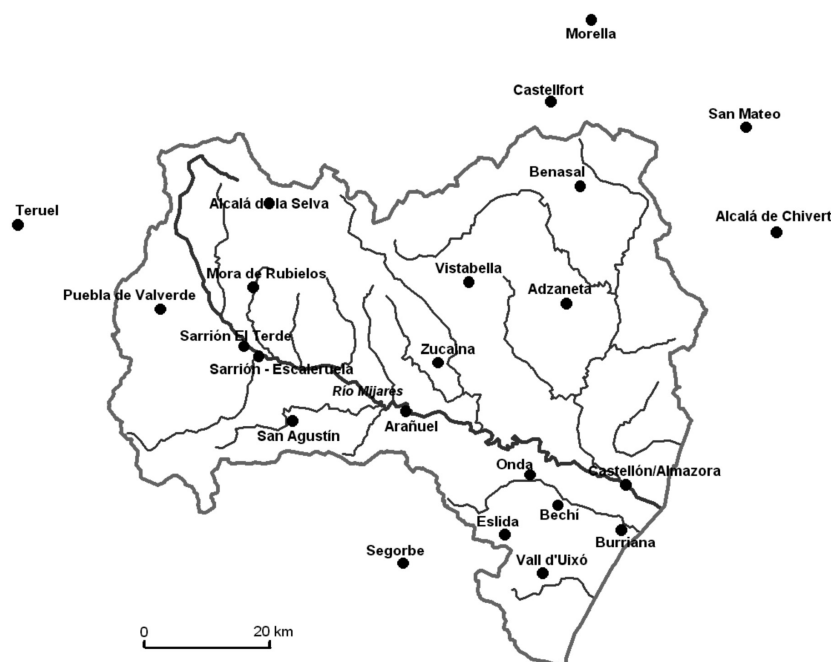 Morella
Castellfort
San Mateo
Benasal
Teruel
Alcalá de la Selva
Alcalá de Chivert
Mora de Rubielos
Vistabella
Puebla de Valverde
Adzaneta
Sarrión El Terde
Zucaina
Sarrión - Escaleruela
Río Mijares
San Agustín
Arañuel
Onda
Castellón/Almazora
Bechí
Eslida
Burriana
Segorbe
Vall d'Uixó
0
20 km